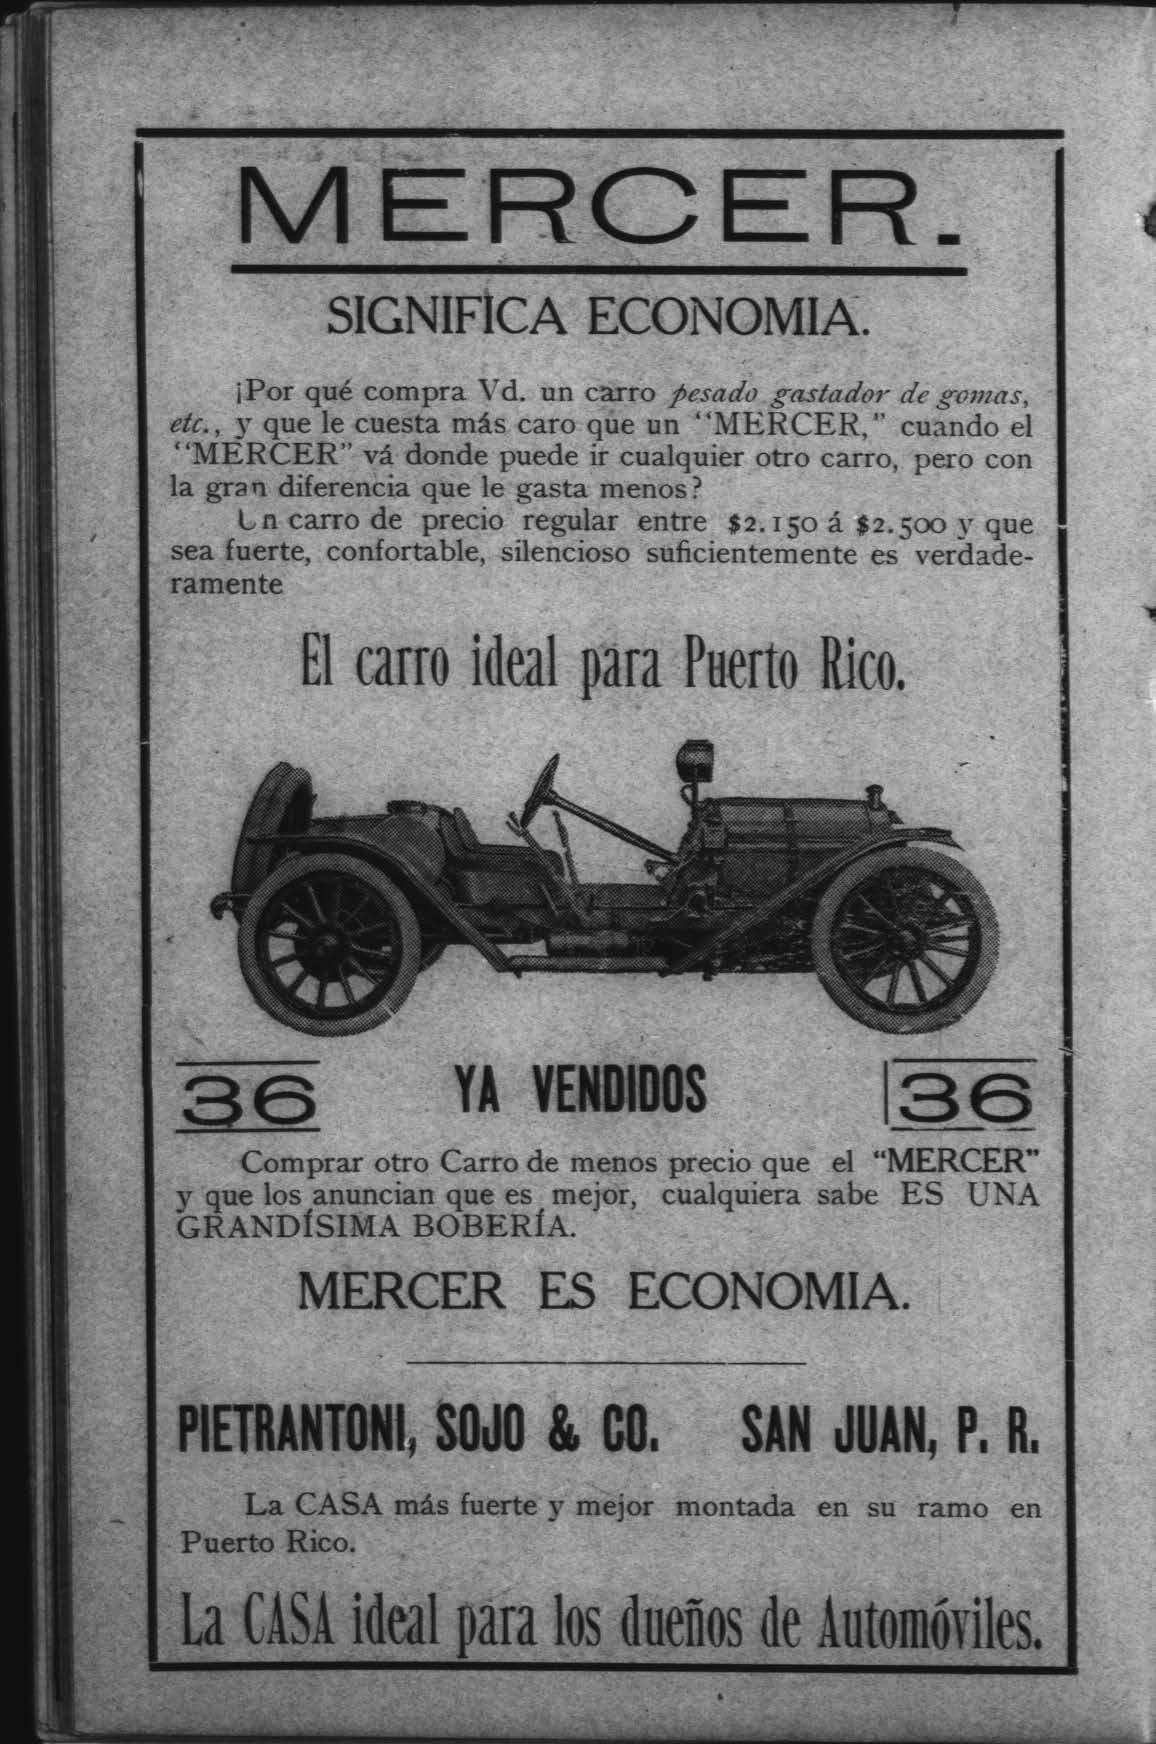 MERCER.
SIGNIFICA ECONOMIA.
¡Por qué compra Vd. un carro pesado gastador de gomas,
etc., y que le cuesta más caro que un "MERCER," cuando el
"MERCER" vá donde puede ir cualquier otro carro, pero con
la gran diferencia que le gasta menos?
Un carro de precio regular entre $2.150 á $2.500 y que
sea fuerte, confortable, silencioso suficientemente es verdade-
ramente
El carro ideal para Puerto Rico.
36 YA VENDIDOS 36
Comprar otro Carro de menos precio que el "MERCER"
y que los anuncian que es mejor, cualquiera sabe ES UNA
GRANDÍSIMA BOBERÍA.
MERCER ES ECONOMIA.
PIETRANTONI, SOJO & CO. SAN JUAN, P. R.
La CASA más fuerte y mejor montada en su ramo en
Puerto Rico.
La CASA ideal para los dueños de Automóviles.